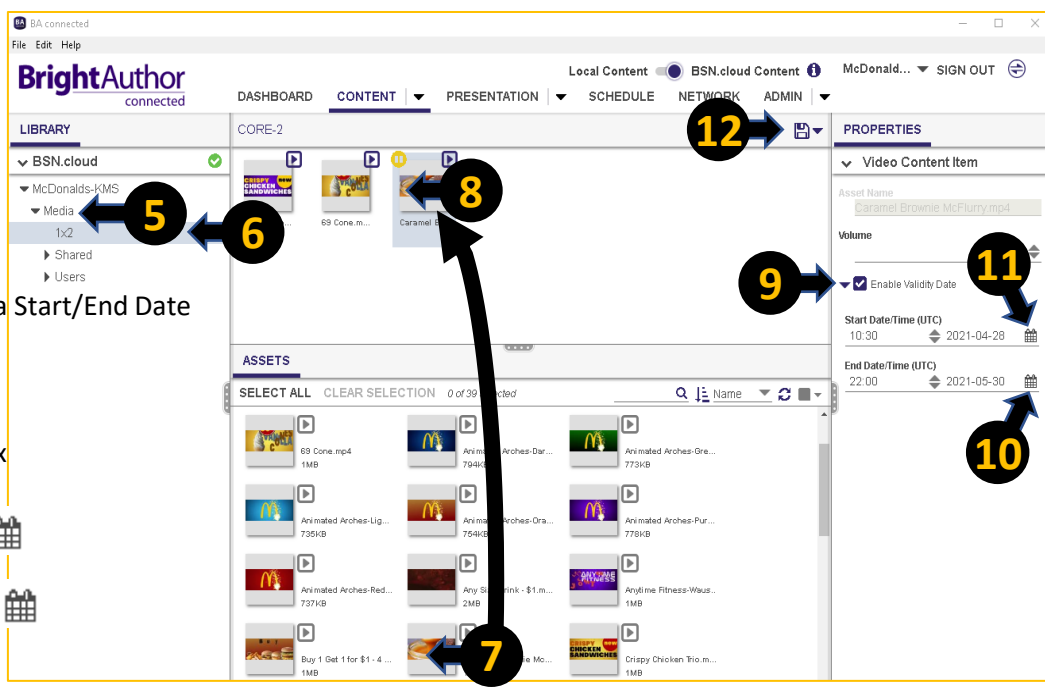 BA connected
File Edit Help
BrightAuthor
connected
Local Content BSN.cloud Content
McDonald... SIGN OUT
DASHBOARD CONTENT PRESENTATION SCHEDULE NETWORK ADMIN
LIBRARY
CORE-2
12
PROPERTIES
BSN.cloud
Video Content Item
McDonalds-KMS
Media
5
1x2
6
Shared
Users
CRISPY
CHICKEN
SANDWICHES
69 Cone.m...
Caramel
8
Asset Name
Caramel Brownie McFlurry.mp4
Volume
9
Enable Validity Date
11
Start/End Date
Start Date/Time (UTC)
10:30 2021-04-28
End Date/Time (UTC)
22:00 2021-05-30
10
ASSETS
SELECT ALL CLEAR SELECTION 0 of 39
Name
69 Cone.mp4
1MB
Arches-Dar...
794KB
Animated Arches-Gre...
773KB
Animated Arches-Lig...
735KB
Arches-Ora...
754KB
Animated Arches-Pur...
778KB
Animated Arches-Red...
737KB
2MB
Anytime Fitness-Waus...
1MB
Buy 1 Get 1 for $1 - 4 ...
1MB
7
Crispy Chicken Trio.m...
1MB